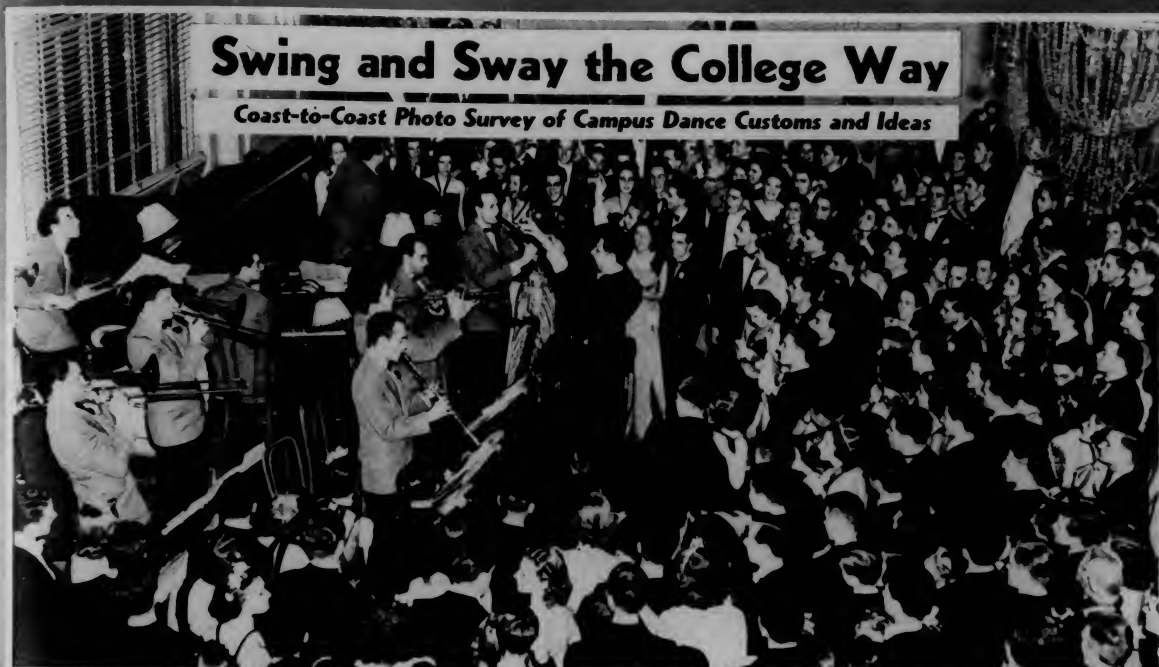 Swing and Sway the College Way
Coast-to-Coast Photo Survey of Campus Dance Customs and Ideas